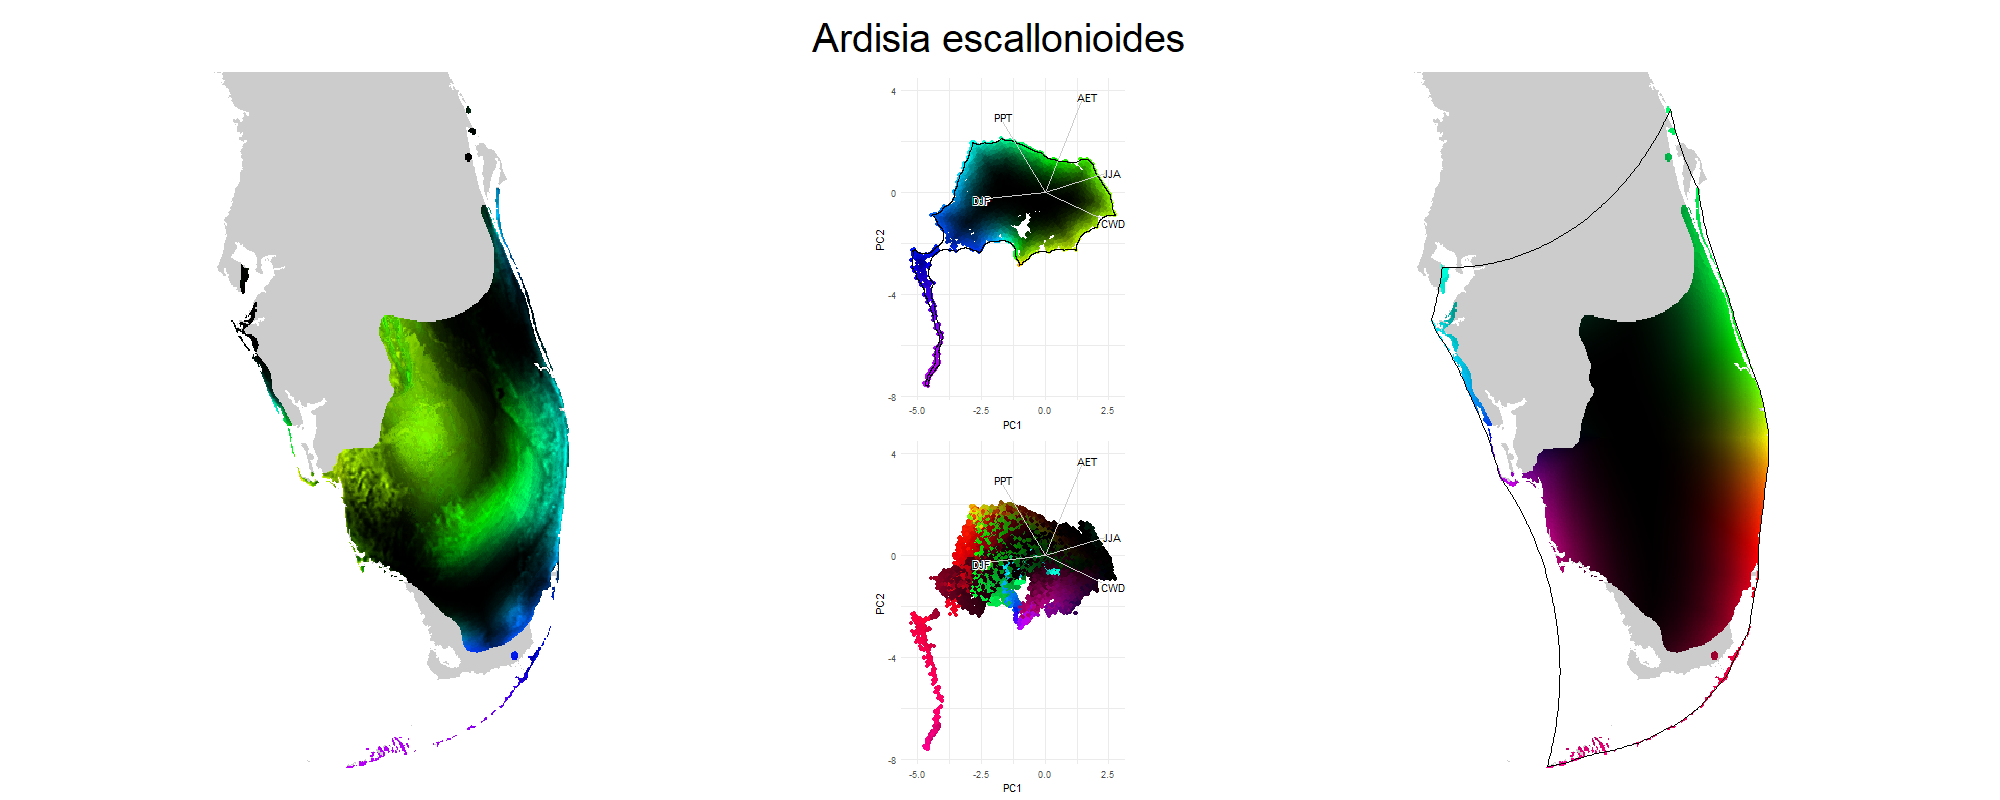 Ardisia escallonioides
4
0
-4
-8
PC2
AET
PPT
JJA
DJF
CWD
-5.0 -2.5 0.0 2.5
PC1
4
0
-4
-8
PC2
AET
PPT
JJA
DJF
CWD
-5.0 -2.5 0.0 2.5
PC1